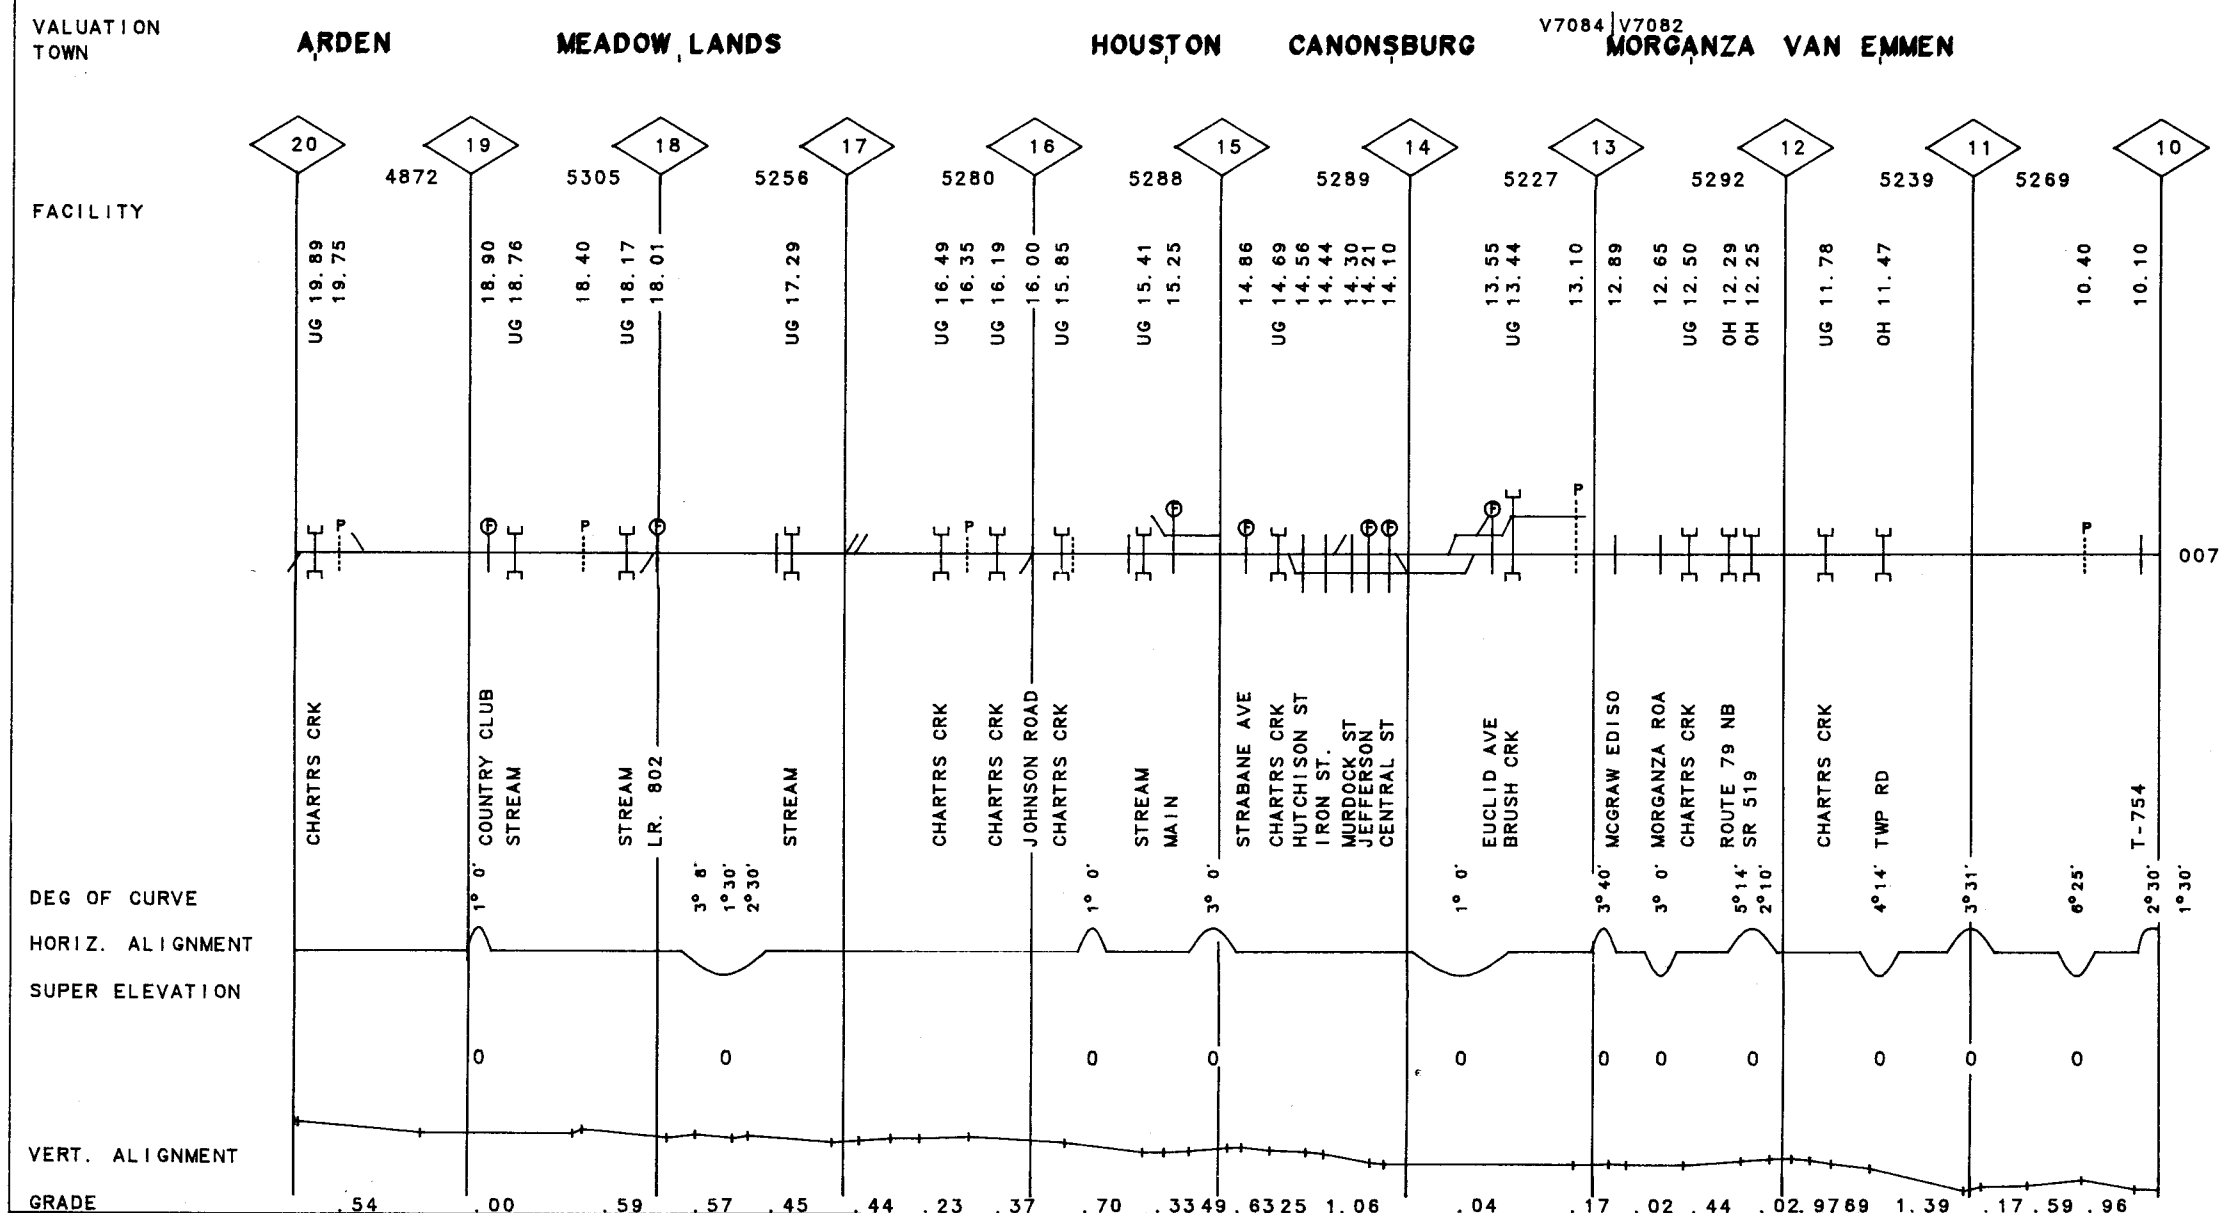 VALUATION V7084 V7082
TOWN ARDEN MEADOW LANDS HOUSTON CANONSBURG MORGANZA VAN EMMEN
20 19 18 17 16 15 14 13 12 11 10
4872 5305 5256 5280 5288 5289 5227 5292 5239 5269
FACILITY
UG 19.89
19.75
18.90
UG 18.76
18.40
UG 18.17
18.01
UG 17.29
UG 16.49
16.35
UG 16.19
16.00
UG 15.85
UG 15.41
15.25
14.86
UG 14.69
14.56
14.44
14.30
14.21
14.10
13.55
UG 13.44
13.10
12.89
12.65
UG 12.50
OH 12.29
OH 12.25
UG 11.78
OH 11.47
10.40
10.10
P F P F P F F F F F P P
007
CHARTRS CRK
COUNTRY CLUB
STREAM
STREAM
LR. 802
STREAM
CHARTRS CRK
CHARTRS CRK
JOHNSON ROAD
CHARTRS CRK
STREAM
MAIN
STRABANE AVE
CHARTRS CRK
HUTCHISON ST
IRON ST.
MURDOCK ST
JEFFERSON
CENTRAL ST
EUCLID AVE
BRUSH CRK
MCGRAW EDISO
MORGANZA ROA
CHARTRS CRK
ROUTE 79 NB
SR 519
CHARTRS CRK
TWP RD
T-754
DEG OF CURVE 1° 0' 3° 8' 1°30' 2°30' 1° 0' 3° 0' 1° 0' 3°40' 3° 0' 5°14' 2°10' 4°14' 3°31' 6°25' 2°30' 1°30'
HORIZ. ALIGNMENT
SUPER ELEVATION
0 0 0 0 0 0 0 0 0 0 0
VERT. ALIGNMENT
GRADE .54 .00 .59 .57 .45 .44 .23 .37 .70 .33 49 .63 25 1.06 .04 .17 .02 .44 .02 .97 69 1.39 .17 .59 .96